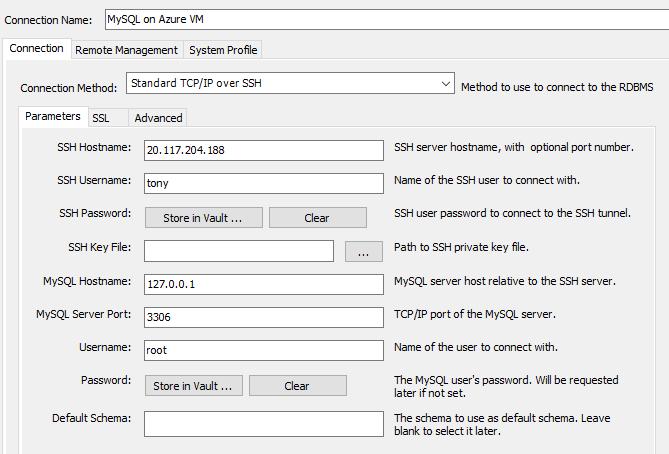 Connection Name: MySQL on Azure VM
Connection Remote Management System Profile
Connection Method: Standard TCP/IP over SSH Method to use to connect to the RDBMS
Parameters SSL Advanced
SSH Hostname: 20.117.204.188 SSH server hostname, with optional port number.
SSH Username: tony Name of the SSH user to connect with.
SSH Password: Store in Vault ... Clear SSH user password to connect to the SSH tunnel.
SSH Key File: ... Path to SSH private key file.
MySQL Hostname: 127.0.0.1 MySQL server host relative to the SSH server.
MySQL Server Port: 3306 TCP/IP port of the MySQL server.
Username: root Name of the user to connect with.
Password: Store in Vault ... Clear The MySQL user's password. Will be requested
later if not set.
Default Schema: The schema to use as default schema. Leave
blank to select it later.